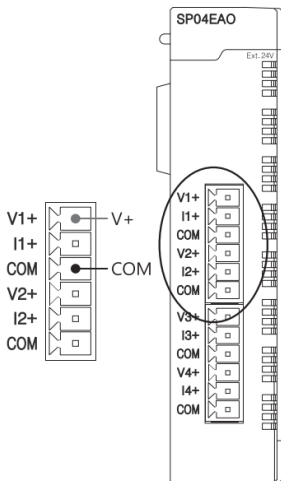 SP04EAO
Ext. 24V
V1+
I1+
COM
V2+
I2+
COM
V3+
I3+
COM
V4+
I4+
COM
V1+ V+
I1+
COM COM
V2+
I2+
COM